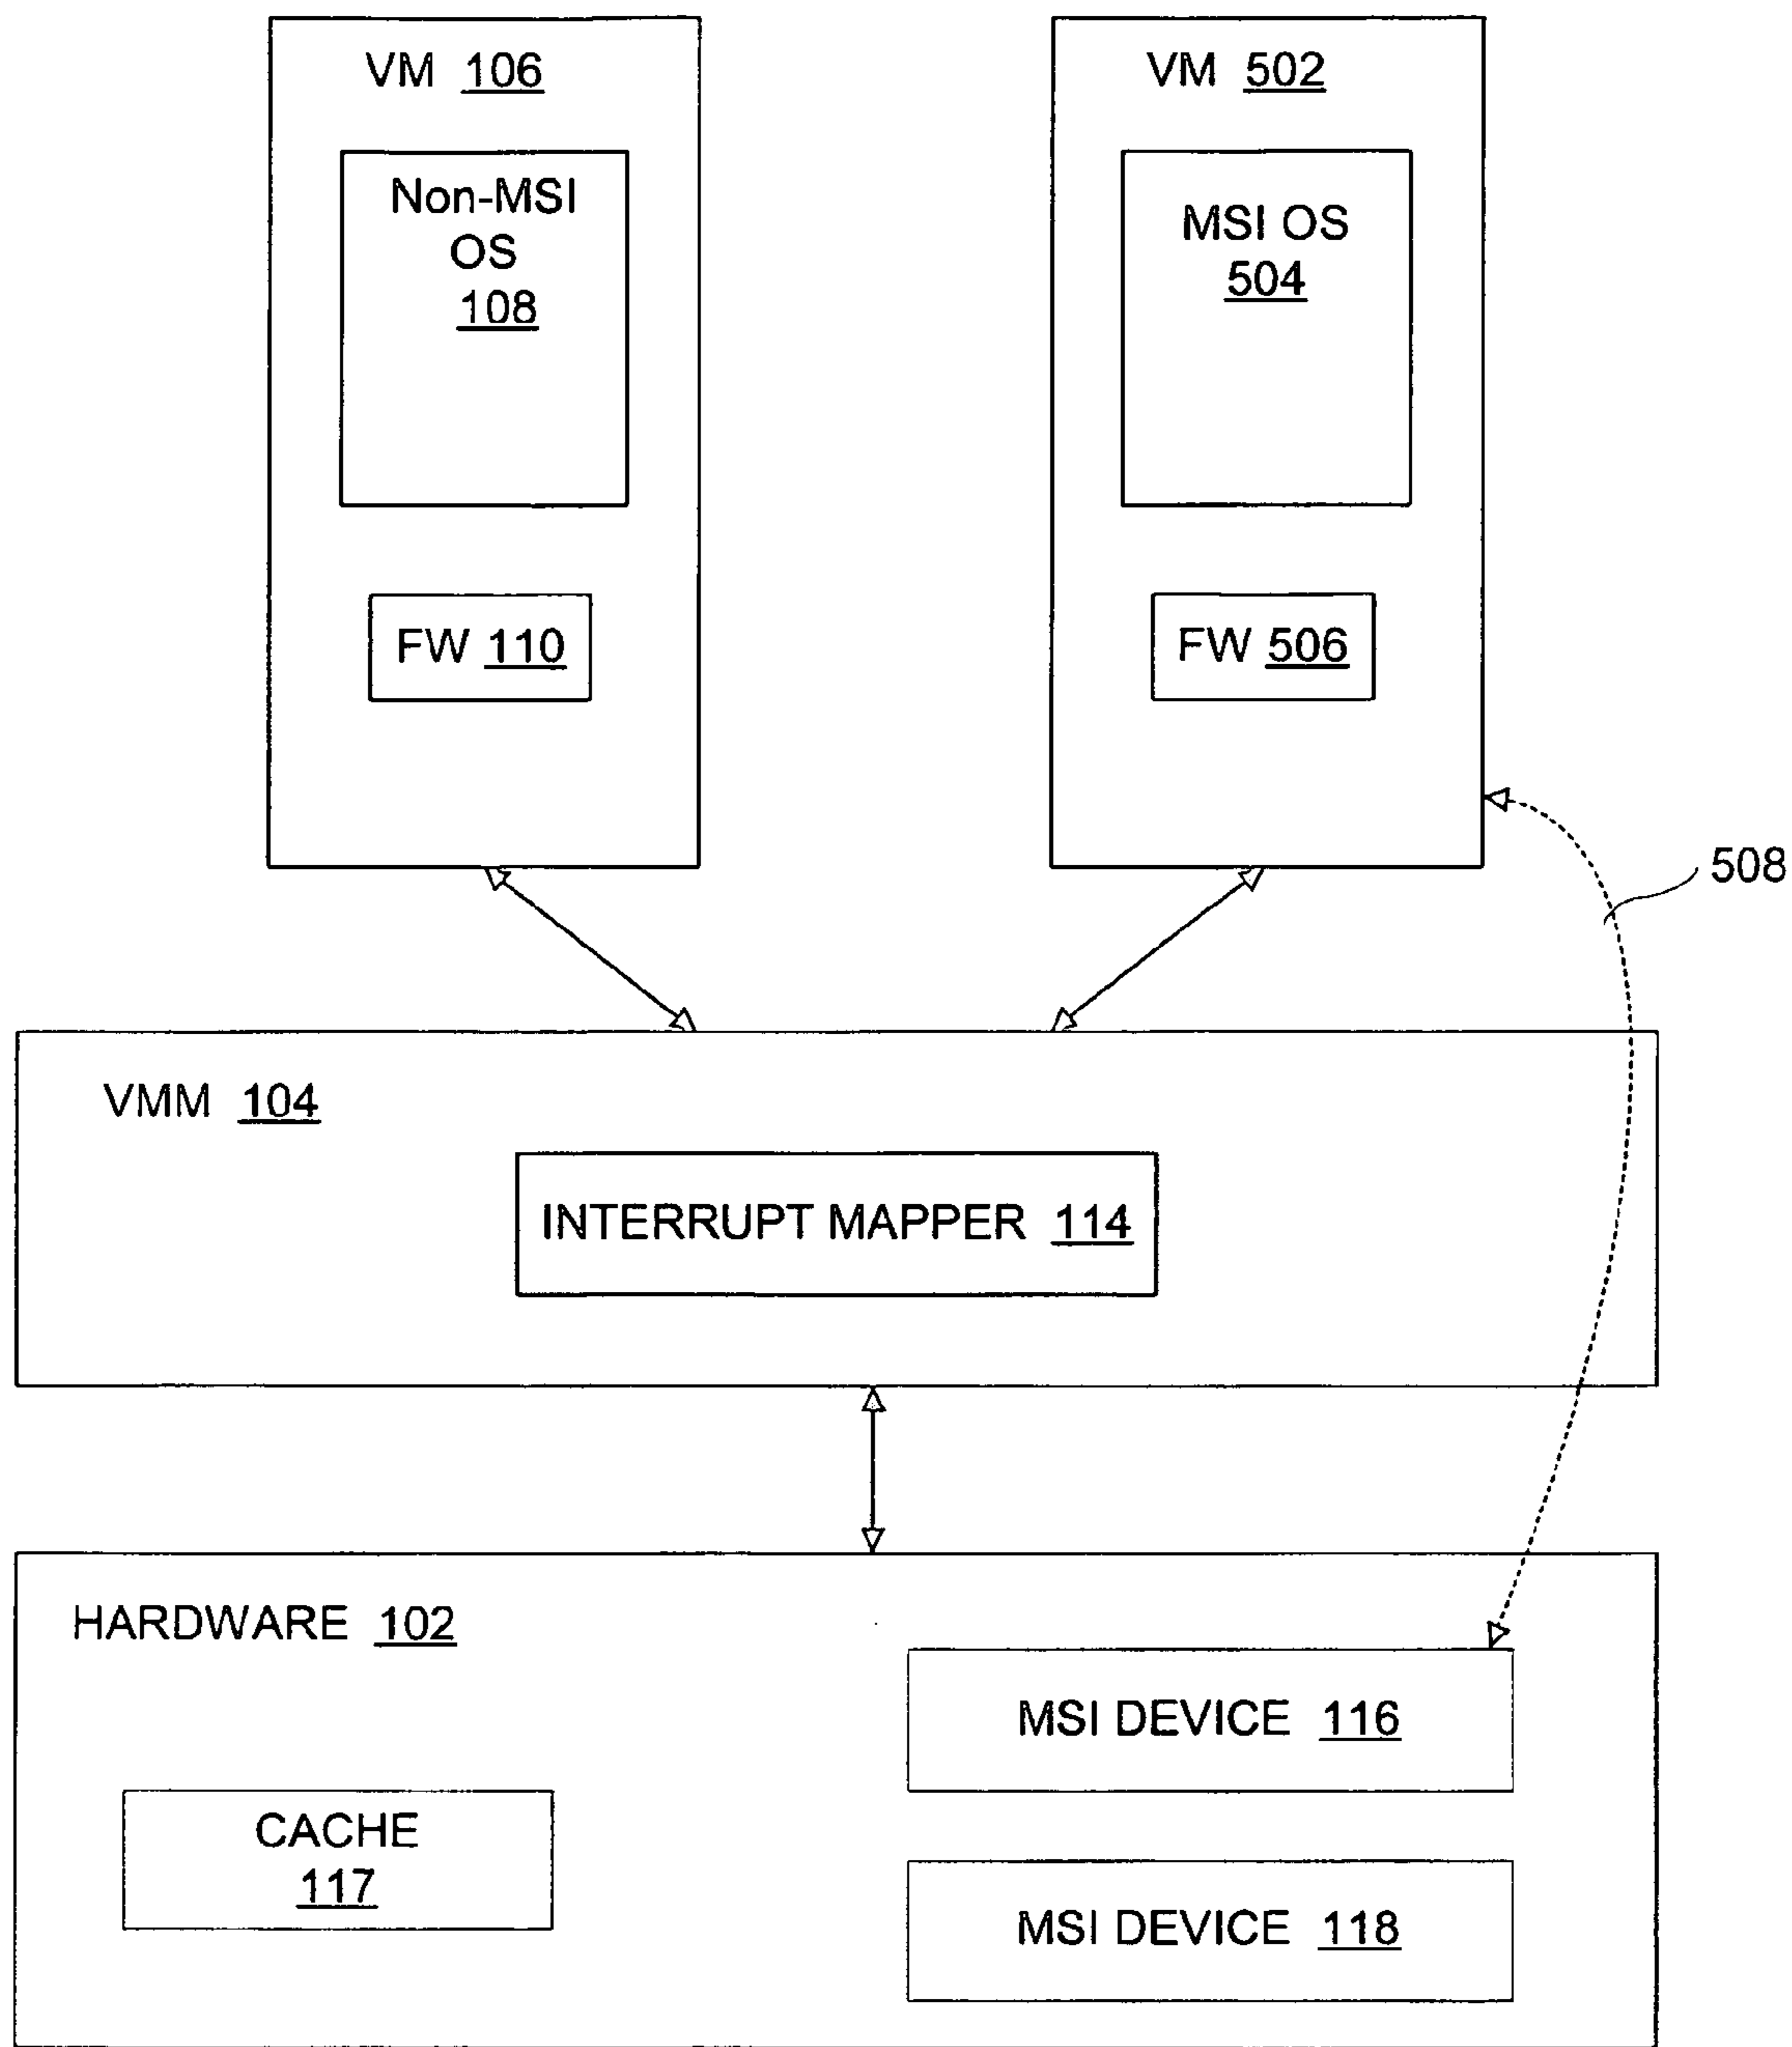 VM 106
Non-MSI
OS
108
FW 110
VM 502
MSI OS
504
FW 506
508
VMM 104
INTERRUPT MAPPER 114
HARDWARE 102
MSI DEVICE 116
CACHE
117
MSI DEVICE 118